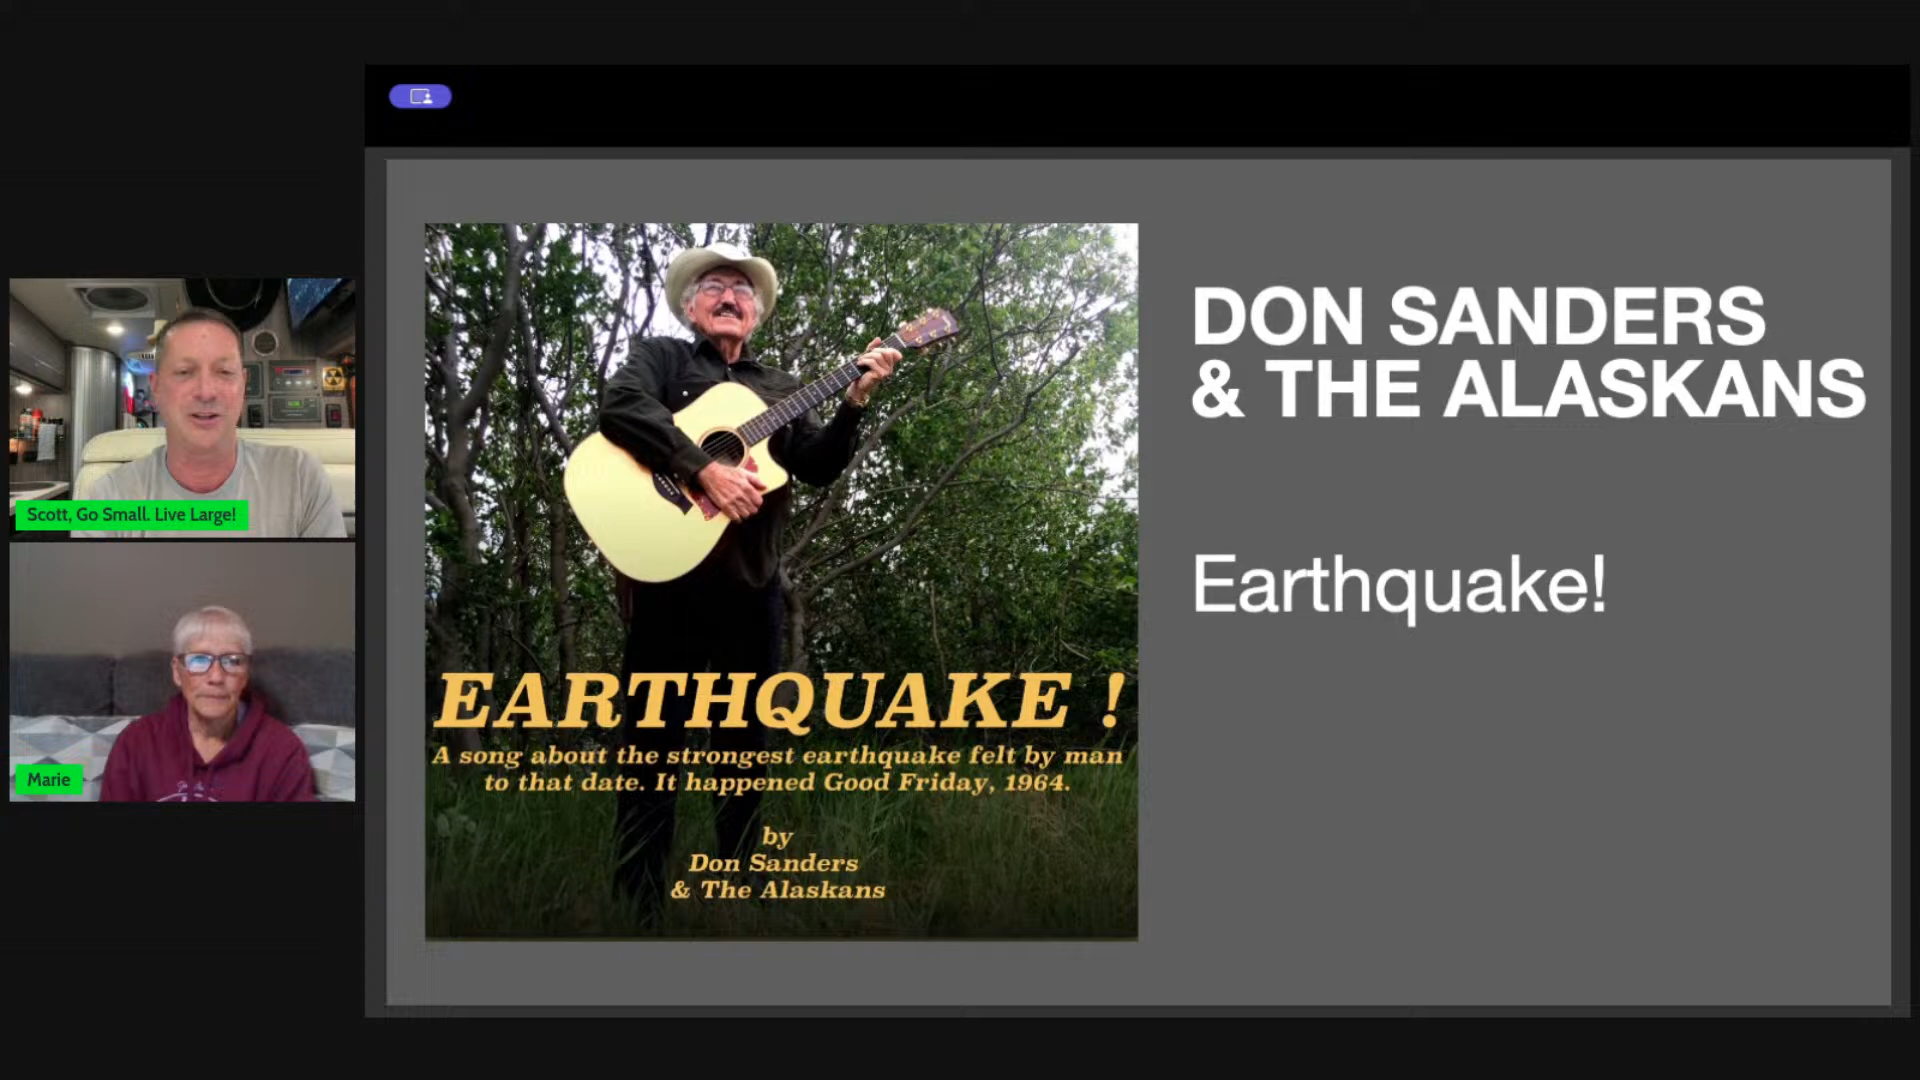 Scott, Go Small. Live Large!
Marie
EARTHQUAKE !
A song about the strongest earthquake felt by man
to that date. It happened Good Friday, 1964.
by
Don Sanders
& The Alaskans
DON SANDERS
& THE ALASKANS
Earthquake!